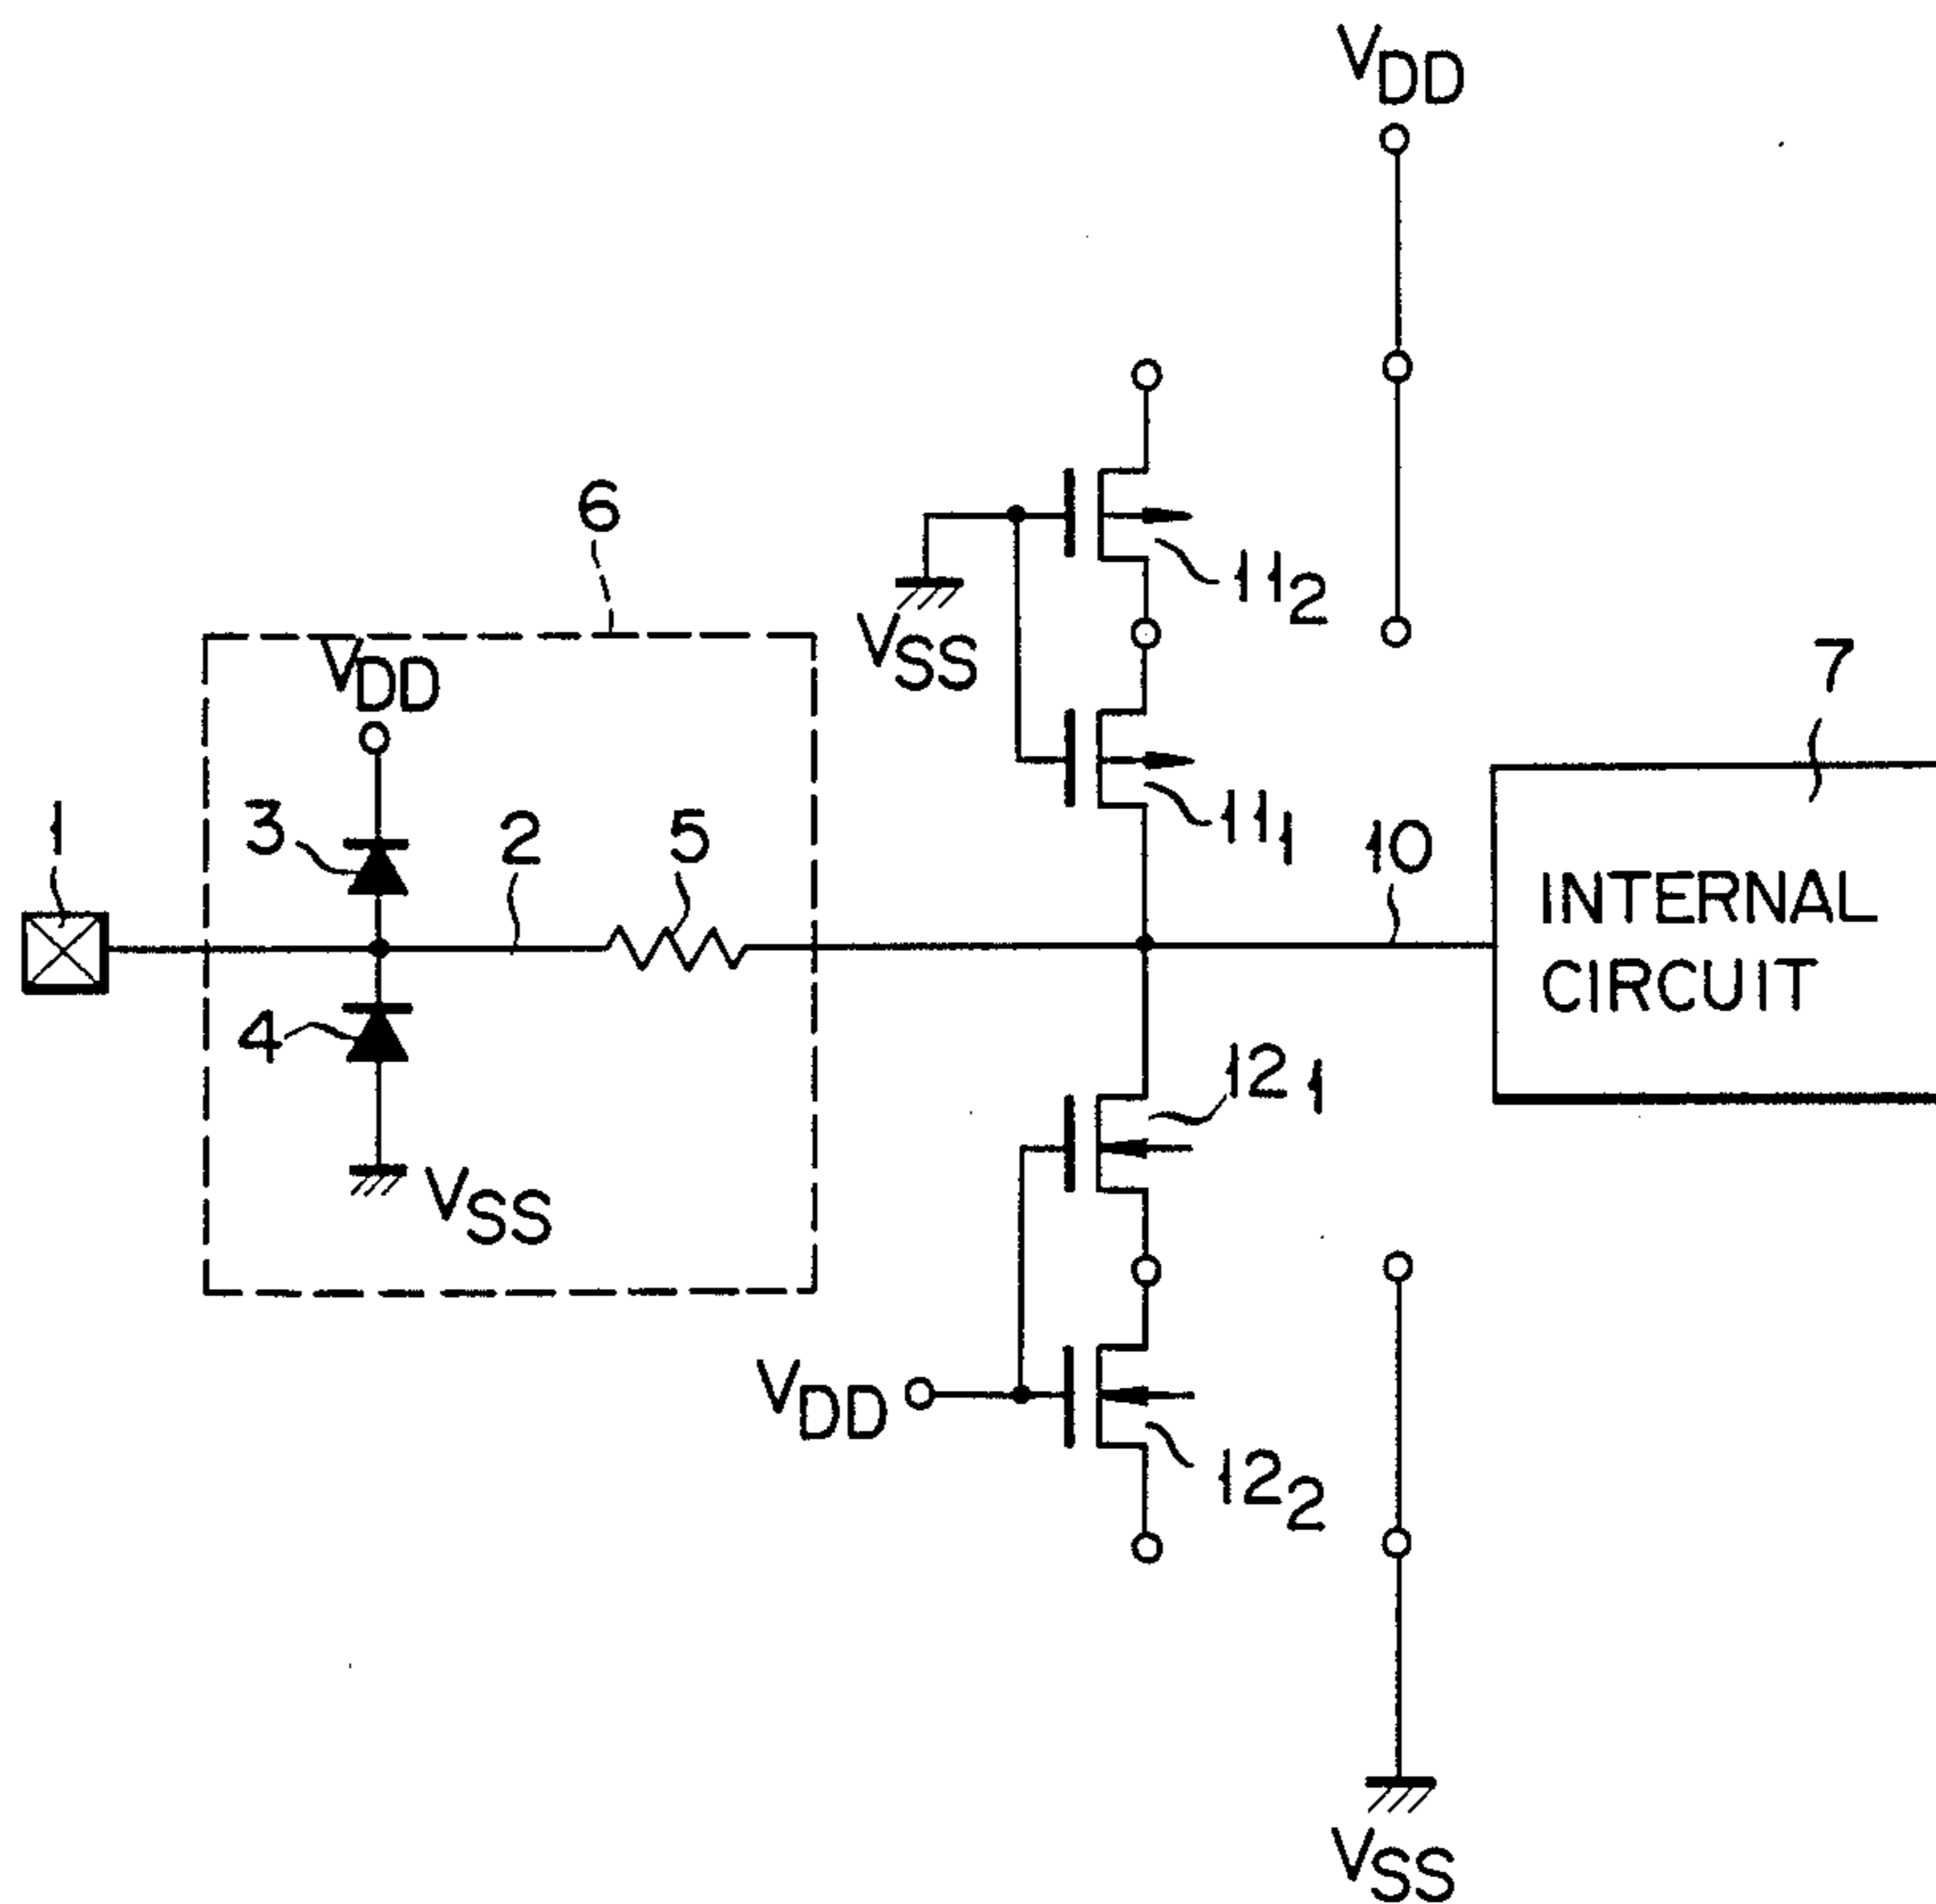 VDD
6
11₂
VSS
VDD
7
11₁
3
2
5
1
10
INTERNAL
CIRCUIT
4
12₁
VSS
VDD
12₂
VSS